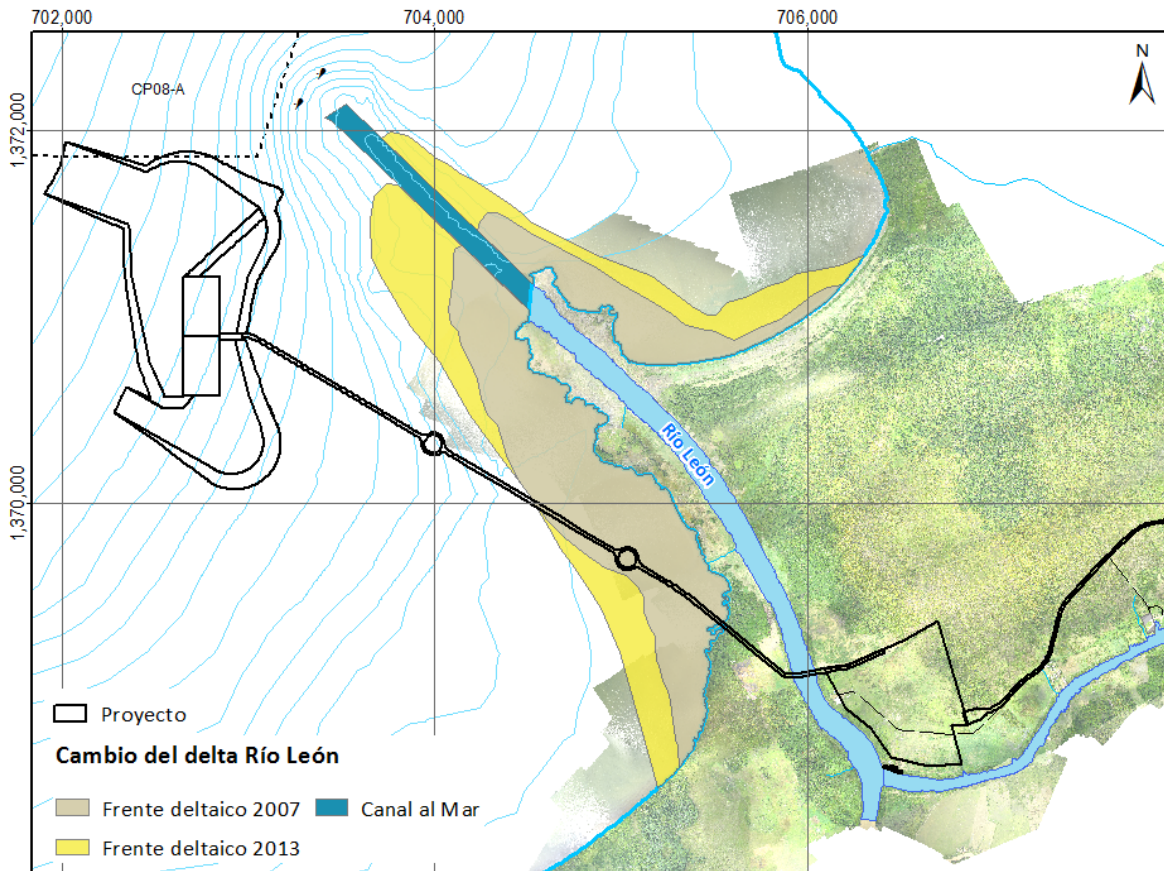 702,000
704,000
706,000
N
CP08-A
1,372,000
Río León
1,370,000
Proyecto
Cambio del delta Río León
Frente deltaico 2007
Canal al Mar
Frente deltaico 2013